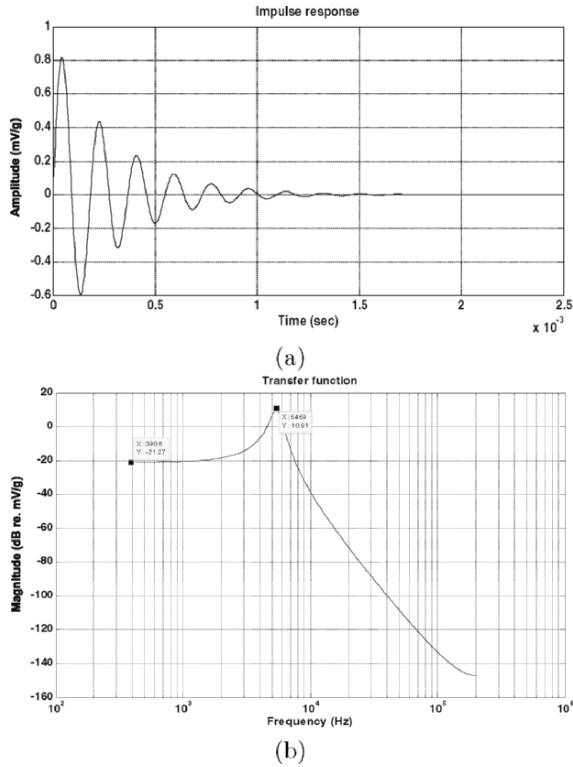 Impulse response
1
0.8
0.6
0.4
0.2
0
-0.2
-0.4
-0.6
Amplitude (mV/g)
0
0.5
1
1.5
2
2.5
Time (sec)
x 10⁻³
(a)
Transfer function
20
0
-20
-40
-60
-80
-100
-120
-140
-160
Magnitude (dB re. mV/g)
X: 390.6
Y: -21.27
X: 5469
Y: 10.91
10²
10³
10⁴
10⁵
10⁶
Frequency (Hz)
(b)